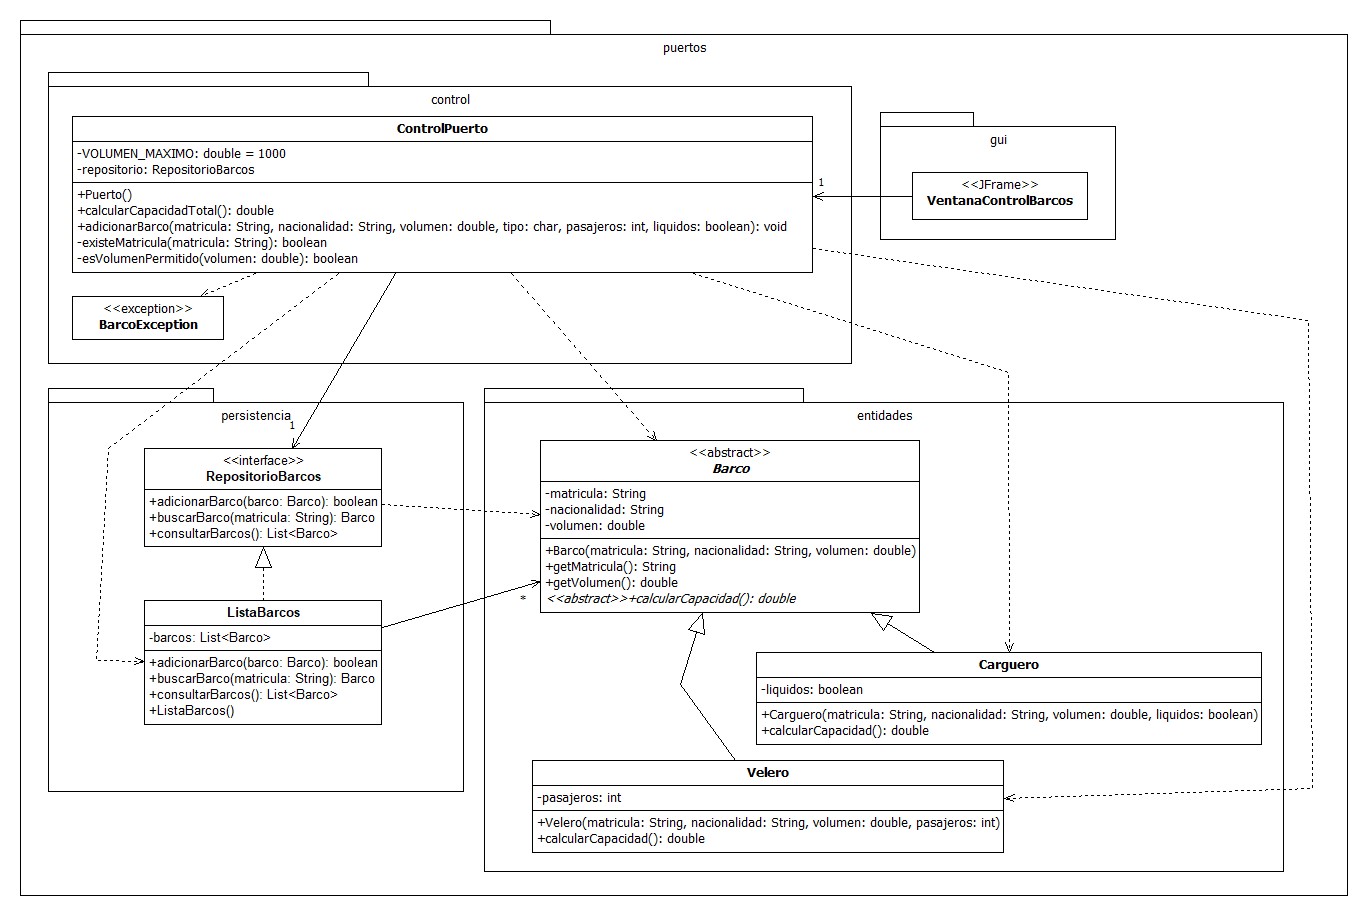 puertos
control
ControlPuerto
-VOLUMEN_MAXIMO: double = 1000
-repositorio: RepositorioBarcos
+Puerto()
+calcularCapacidadTotal(): double
+adicionarBarco(matricula: String, nacionalidad: String, volumen: double, tipo: char, pasajeros: int, liquidos: boolean): void
-existeMatricula(matricula: String): boolean
-esVolumenPermitido(volumen: double): boolean
<<exception>>
BarcoException
gui
1
<<JFrame>>
VentanaControlBarcos
persistencia
1
<<interface>>
RepositorioBarcos
+adicionarBarco(barco: Barco): boolean
+buscarBarco(matricula: String): Barco
+consultarBarcos(): List<Barco>
ListaBarcos
-barcos: List<Barco>
+adicionarBarco(barco: Barco): boolean
+buscarBarco(matricula: String): Barco
+consultarBarcos(): List<Barco>
+ListaBarcos()
*
entidades
<<abstract>>
Barco
-matricula: String
-nacionalidad: String
-volumen: double
+Barco(matricula: String, nacionalidad: String, volumen: double)
+getMatricula(): String
+getVolumen(): double
<<abstract>>+calcularCapacidad(): double
Carguero
-liquidos: boolean
+Carguero(matricula: String, nacionalidad: String, volumen: double, liquidos: boolean)
+calcularCapacidad(): double
Velero
-pasajeros: int
+Velero(matricula: String, nacionalidad: String, volumen: double, pasajeros: int)
+calcularCapacidad(): double